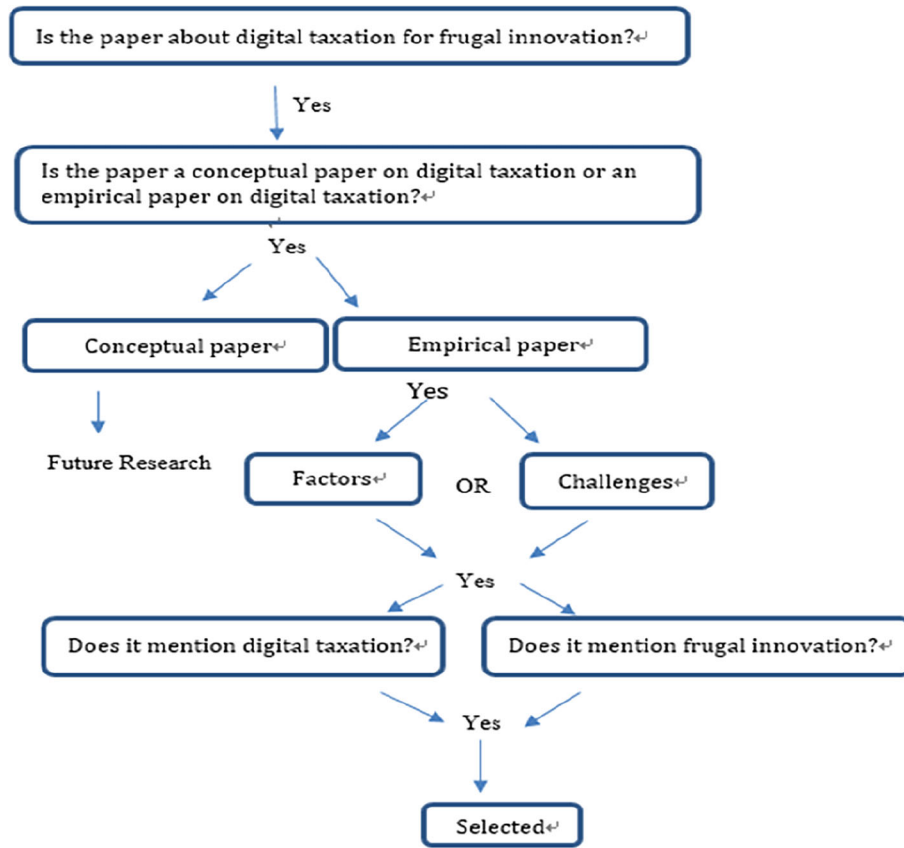 Is the paper about digital taxation for frugal innovation?↵
Yes
Is the paper a conceptual paper on digital taxation or an
empirical paper on digital taxation?↵
↵
Yes
Conceptual paper↵
Empirical paper↵
Yes
Future Research
Factors↵
OR
Challenges↵
Yes
Does it mention digital taxation?↵
Does it mention frugal innovation?↵
Yes
Selected↵